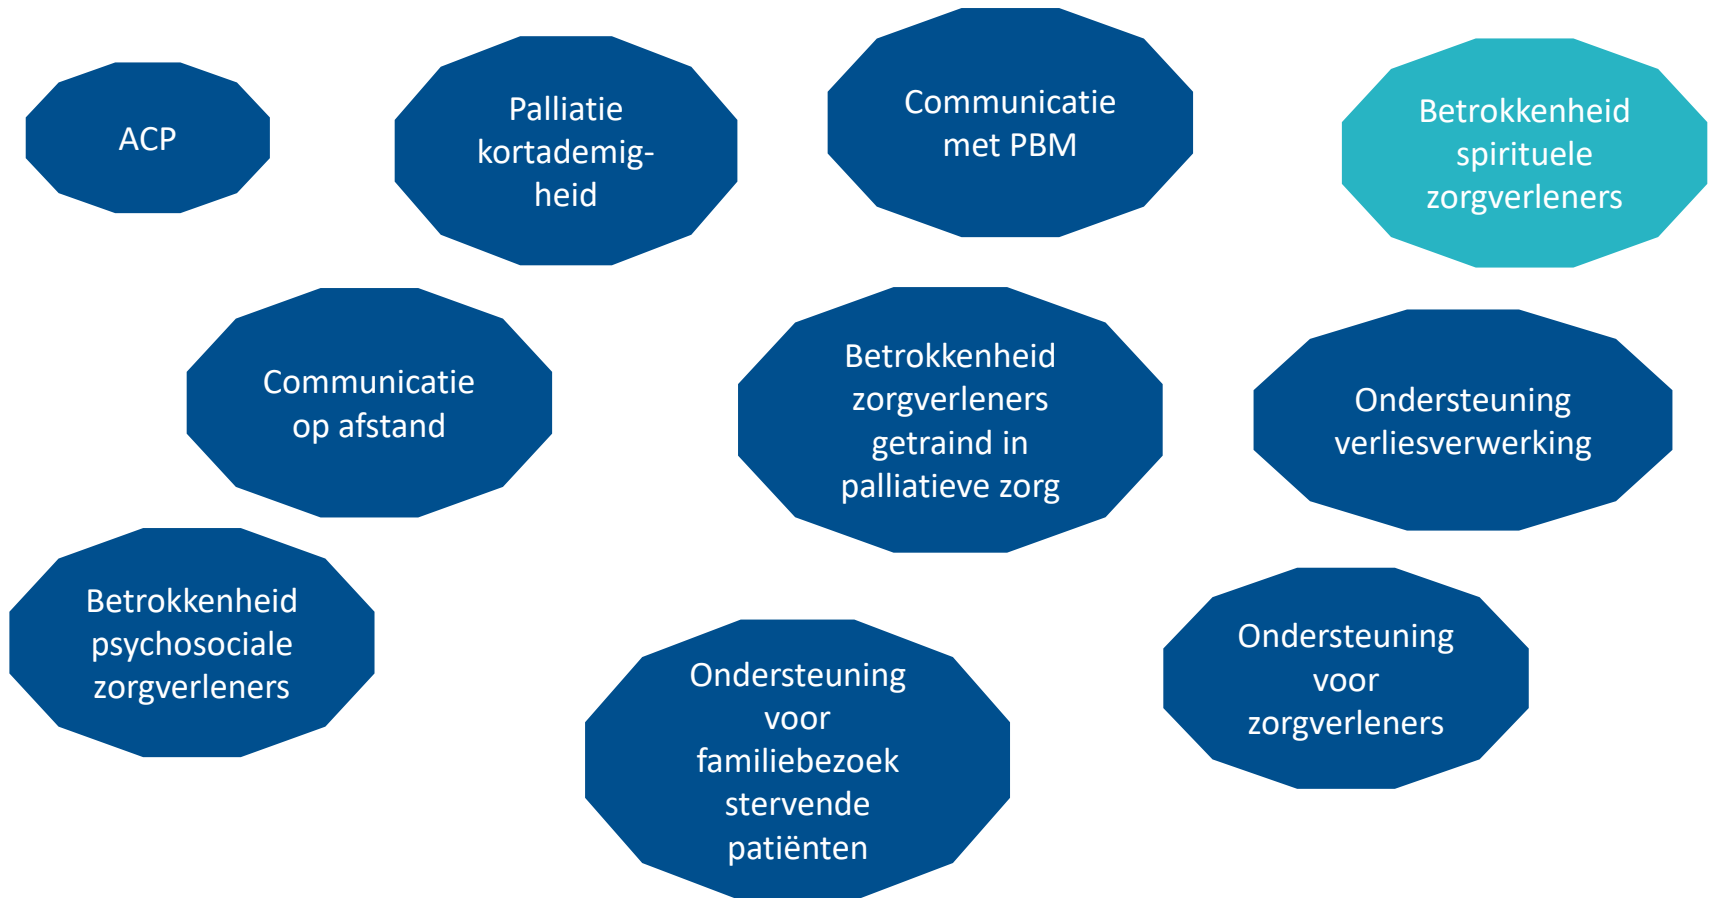 ACP
Palliatie
kortademig-
heid
Communicatie
met PBM
Betrokkenheid
spirituele
zorgverleners
Communicatie
op afstand
Betrokkenheid
zorgverleners
getraind in
palliatieve zorg
Ondersteuning
verliesverwerking
Betrokkenheid
psychosociale
zorgverleners
Ondersteuning
voor
familiebezoek
stervende
patiënten
Ondersteuning
voor
zorgverleners